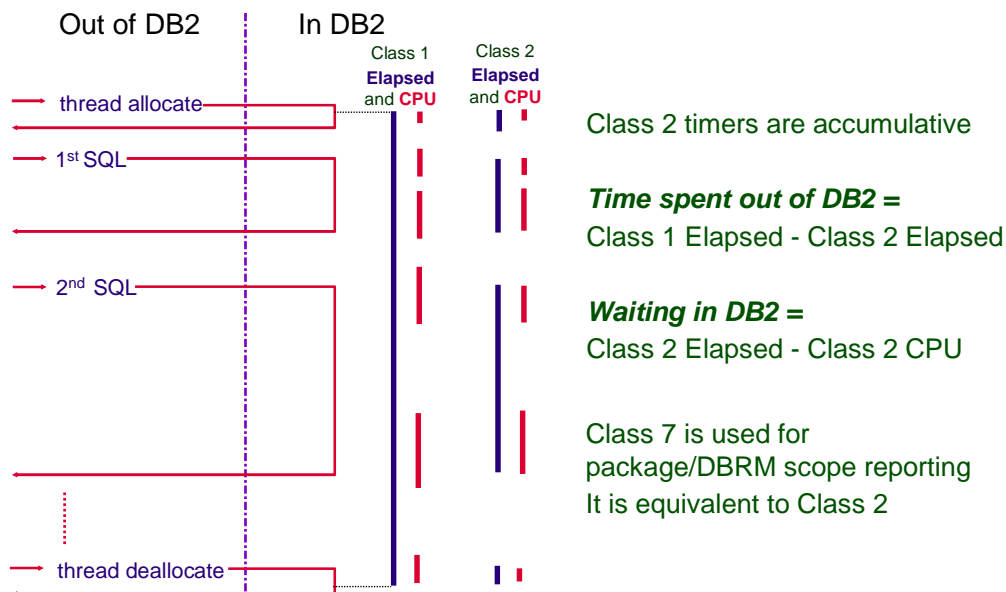 Out of DB2
In DB2
Class 1
Elapsed
and CPU
Class 2
Elapsed
and CPU
thread allocate
1st SQL
2nd SQL
thread deallocate
Class 2 timers are accumulative
Time spent out of DB2 =
Class 1 Elapsed - Class 2 Elapsed
Waiting in DB2 =
Class 2 Elapsed - Class 2 CPU
Class 7 is used for
package/DBRM scope reporting
It is equivalent to Class 2